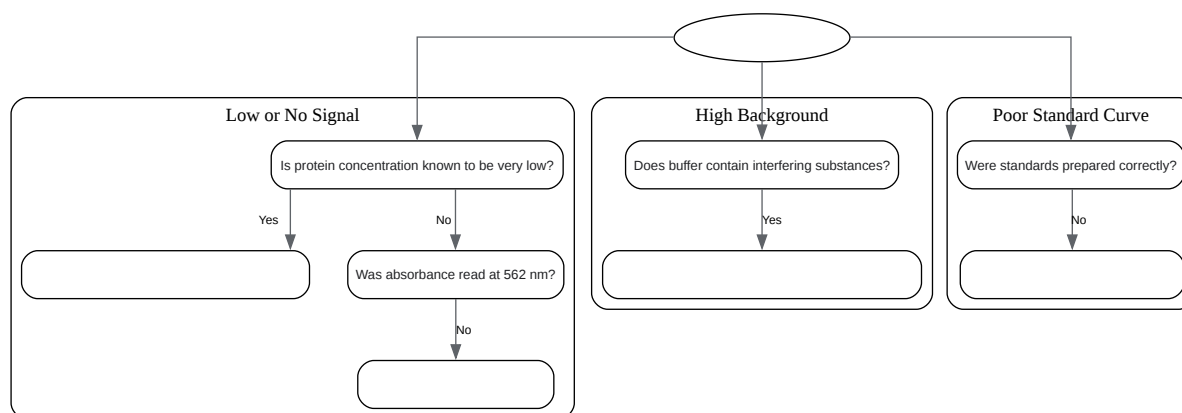 Low or No Signal
High Background
Poor Standard Curve
Is protein concentration known to be very low?
Does buffer contain interfering substances?
Were standards prepared correctly?
Yes
No
Yes
No
Was absorbance read at 562 nm?
No